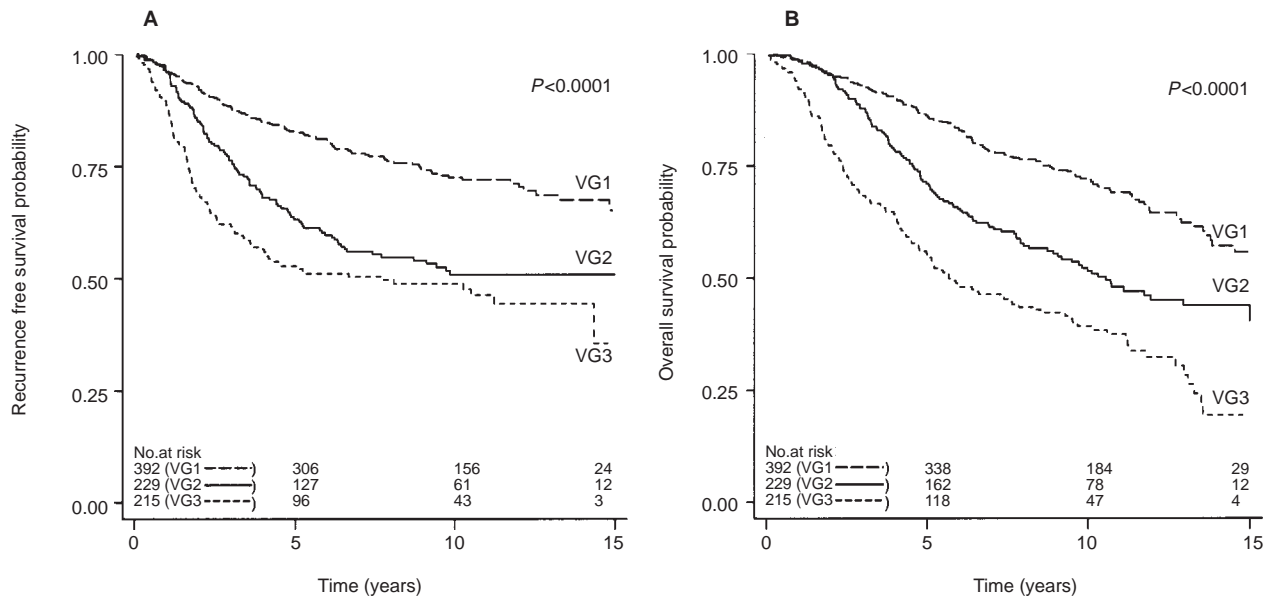 A
Recurrence free survival probability
1.00
0.75
0.50
0.25
0.00
P<0.0001
VG1
VG2
VG3
No.at risk
392 (VG1 ) 306 156 24
229 (VG2 ) 127 61 12
215 (VG3 ) 96 43 3
0 5 10 15
Time (years)
B
Overall survival probability
1.00
0.75
0.50
0.25
0.00
P<0.0001
VG1
VG2
VG3
No.at risk
392 (VG1 ) 338 184 29
229 (VG2 ) 162 78 12
215 (VG3 ) 118 47 4
0 5 10 15
Time (years)